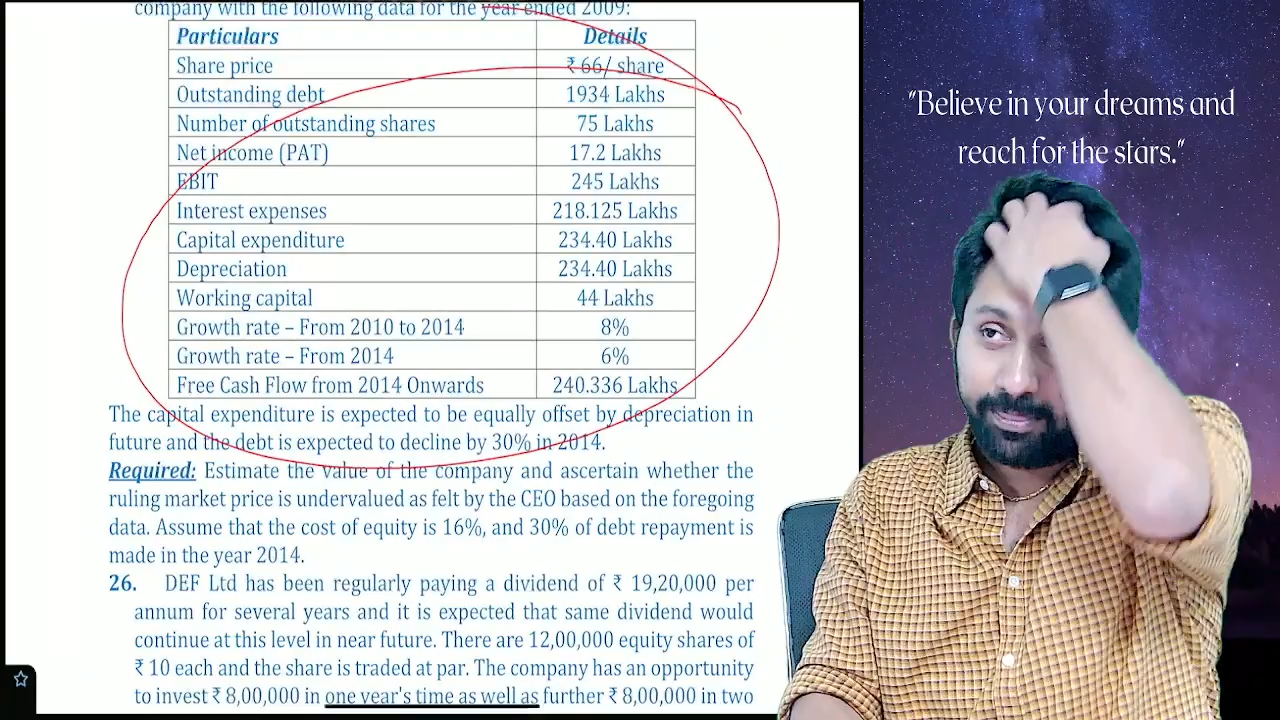 company with the following data for the year ended 2009:
Particulars Details
Share price ₹ 66/ share
Outstanding debt 1934 Lakhs
Number of outstanding shares 75 Lakhs
Net income (PAT) 17.2 Lakhs
EBIT 245 Lakhs
Interest expenses 218.125 Lakhs
Capital expenditure 234.40 Lakhs
Depreciation 234.40 Lakhs
Working capital 44 Lakhs
Growth rate – From 2010 to 2014 8%
Growth rate – From 2014 6%
Free Cash Flow from 2014 Onwards 240.336 Lakhs
The capital expenditure is expected to be equally offset by depreciation in
future and the debt is expected to decline by 30% in 2014.
Required: Estimate the value of the company and ascertain whether the
ruling market price is undervalued as felt by the CEO based on the foregoing
data. Assume that the cost of equity is 16%, and 30% of debt repayment is
made in the year 2014.
26. DEF Ltd has been regularly paying a dividend of ₹ 19,20,000 per
annum for several years and it is expected that same dividend would
continue at this level in near future. There are 12,00,000 equity shares of
₹ 10 each and the share is traded at par. The company has an opportunity
to invest ₹ 8,00,000 in one year's time as well as further ₹ 8,00,000 in two
"Believe in your dreams and
reach for the stars."